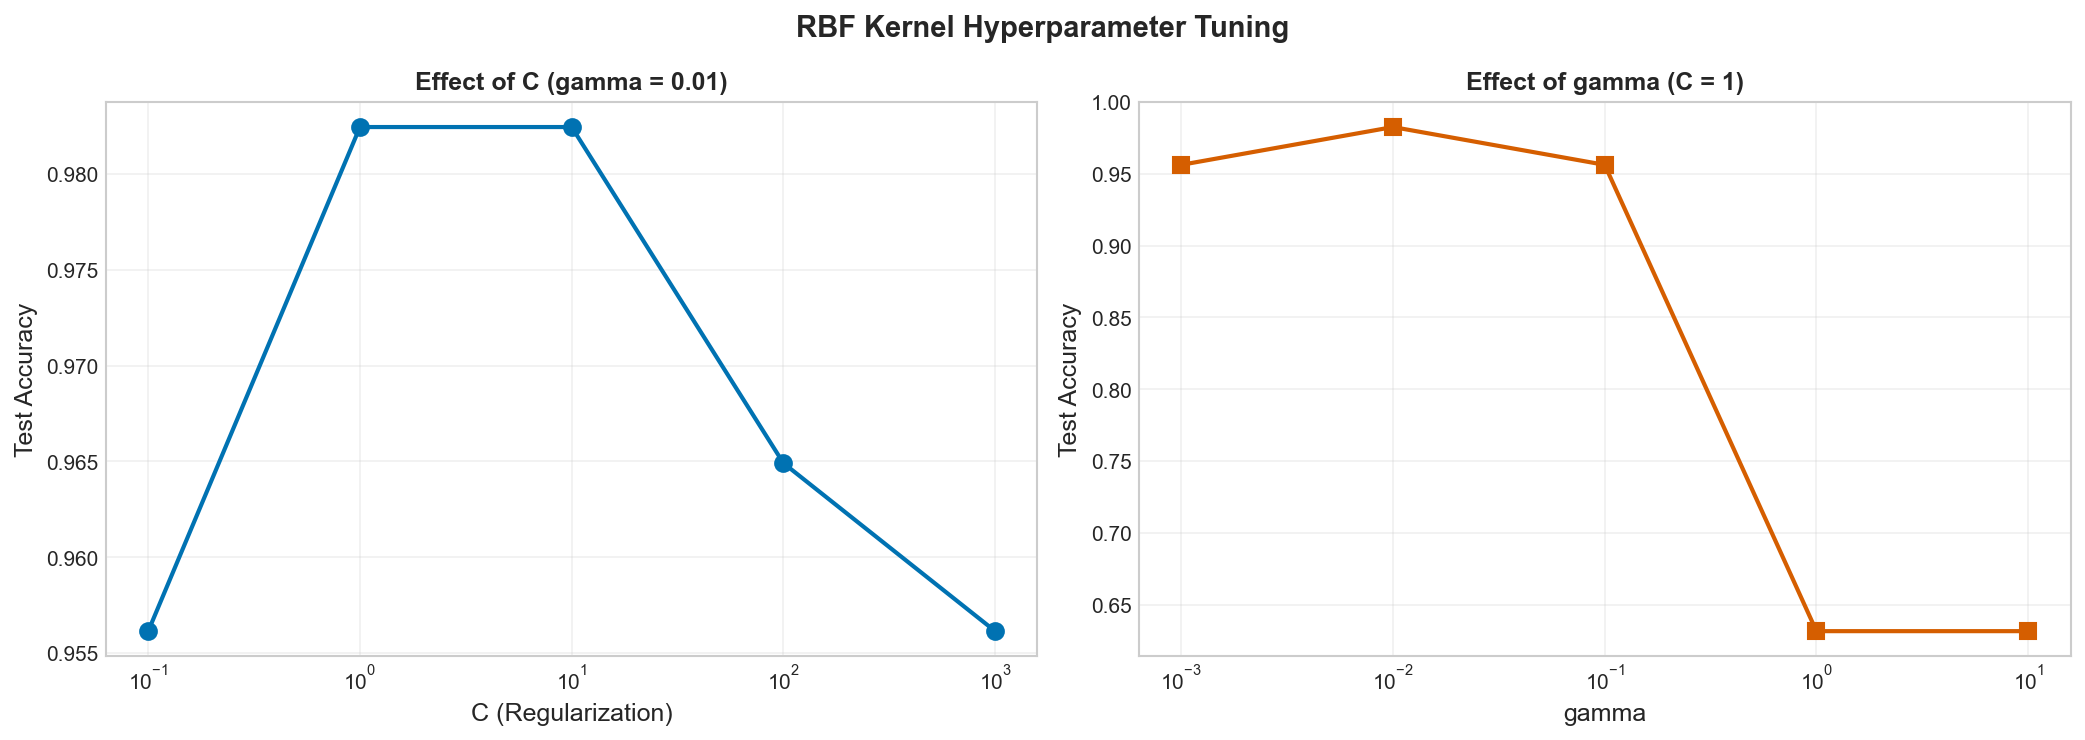 RBF Kernel Hyperparameter Tuning
Effect of C (gamma = 0.01)
0.980
0.975
0.970
0.965
0.960
0.955
Test Accuracy
10⁻¹ 10⁰ 10¹ 10² 10³
C (Regularization)
Effect of gamma (C = 1)
1.00
0.95
0.90
0.85
0.80
0.75
0.70
0.65
Test Accuracy
10⁻³ 10⁻² 10⁻¹ 10⁰ 10¹
gamma